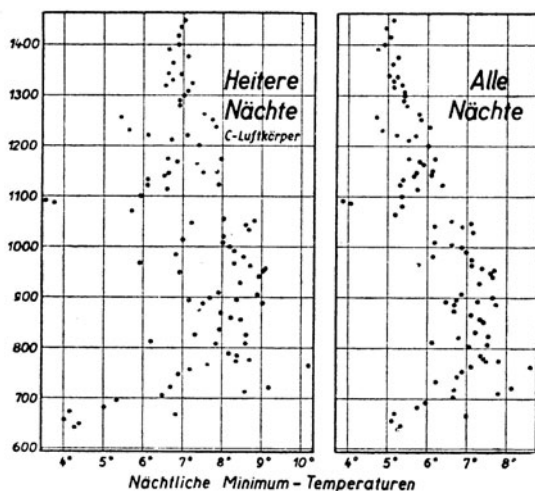 1400
1300
1200
1100
1000
900
800
700
600
Heitere
Nächte
C-Luftkörper
Alle
Nächte
4° 5° 6° 7° 8° 9° 10°
4° 5° 6° 7° 8°
Nächtliche Minimum-Temperaturen